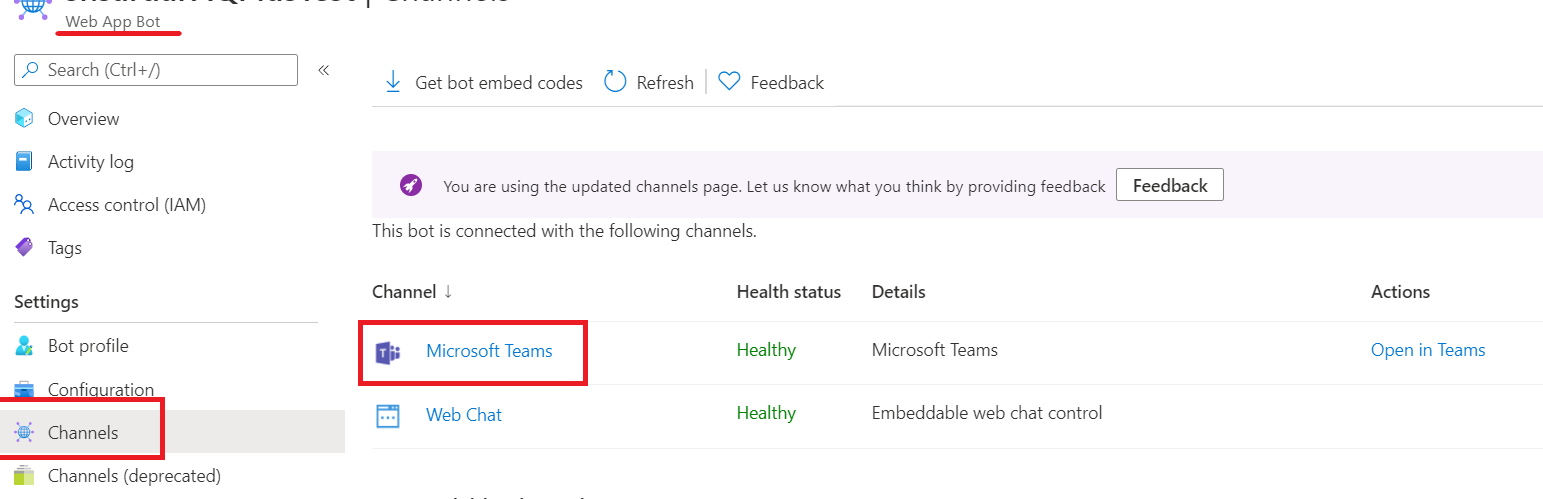 Web App Bot
Search (Ctrl+/)
«
Get bot embed codes
Refresh
Feedback
Overview
Activity log
Access control (IAM)
Tags
You are using the updated channels page. Let us know what you think by providing feedback
Feedback
This bot is connected with the following channels.
Settings
Bot profile
Configuration
Channels
Channels (deprecated)
Channel ↓ Health status Details Actions
Microsoft Teams Healthy Microsoft Teams Open in Teams
Web Chat Healthy Embeddable web chat control